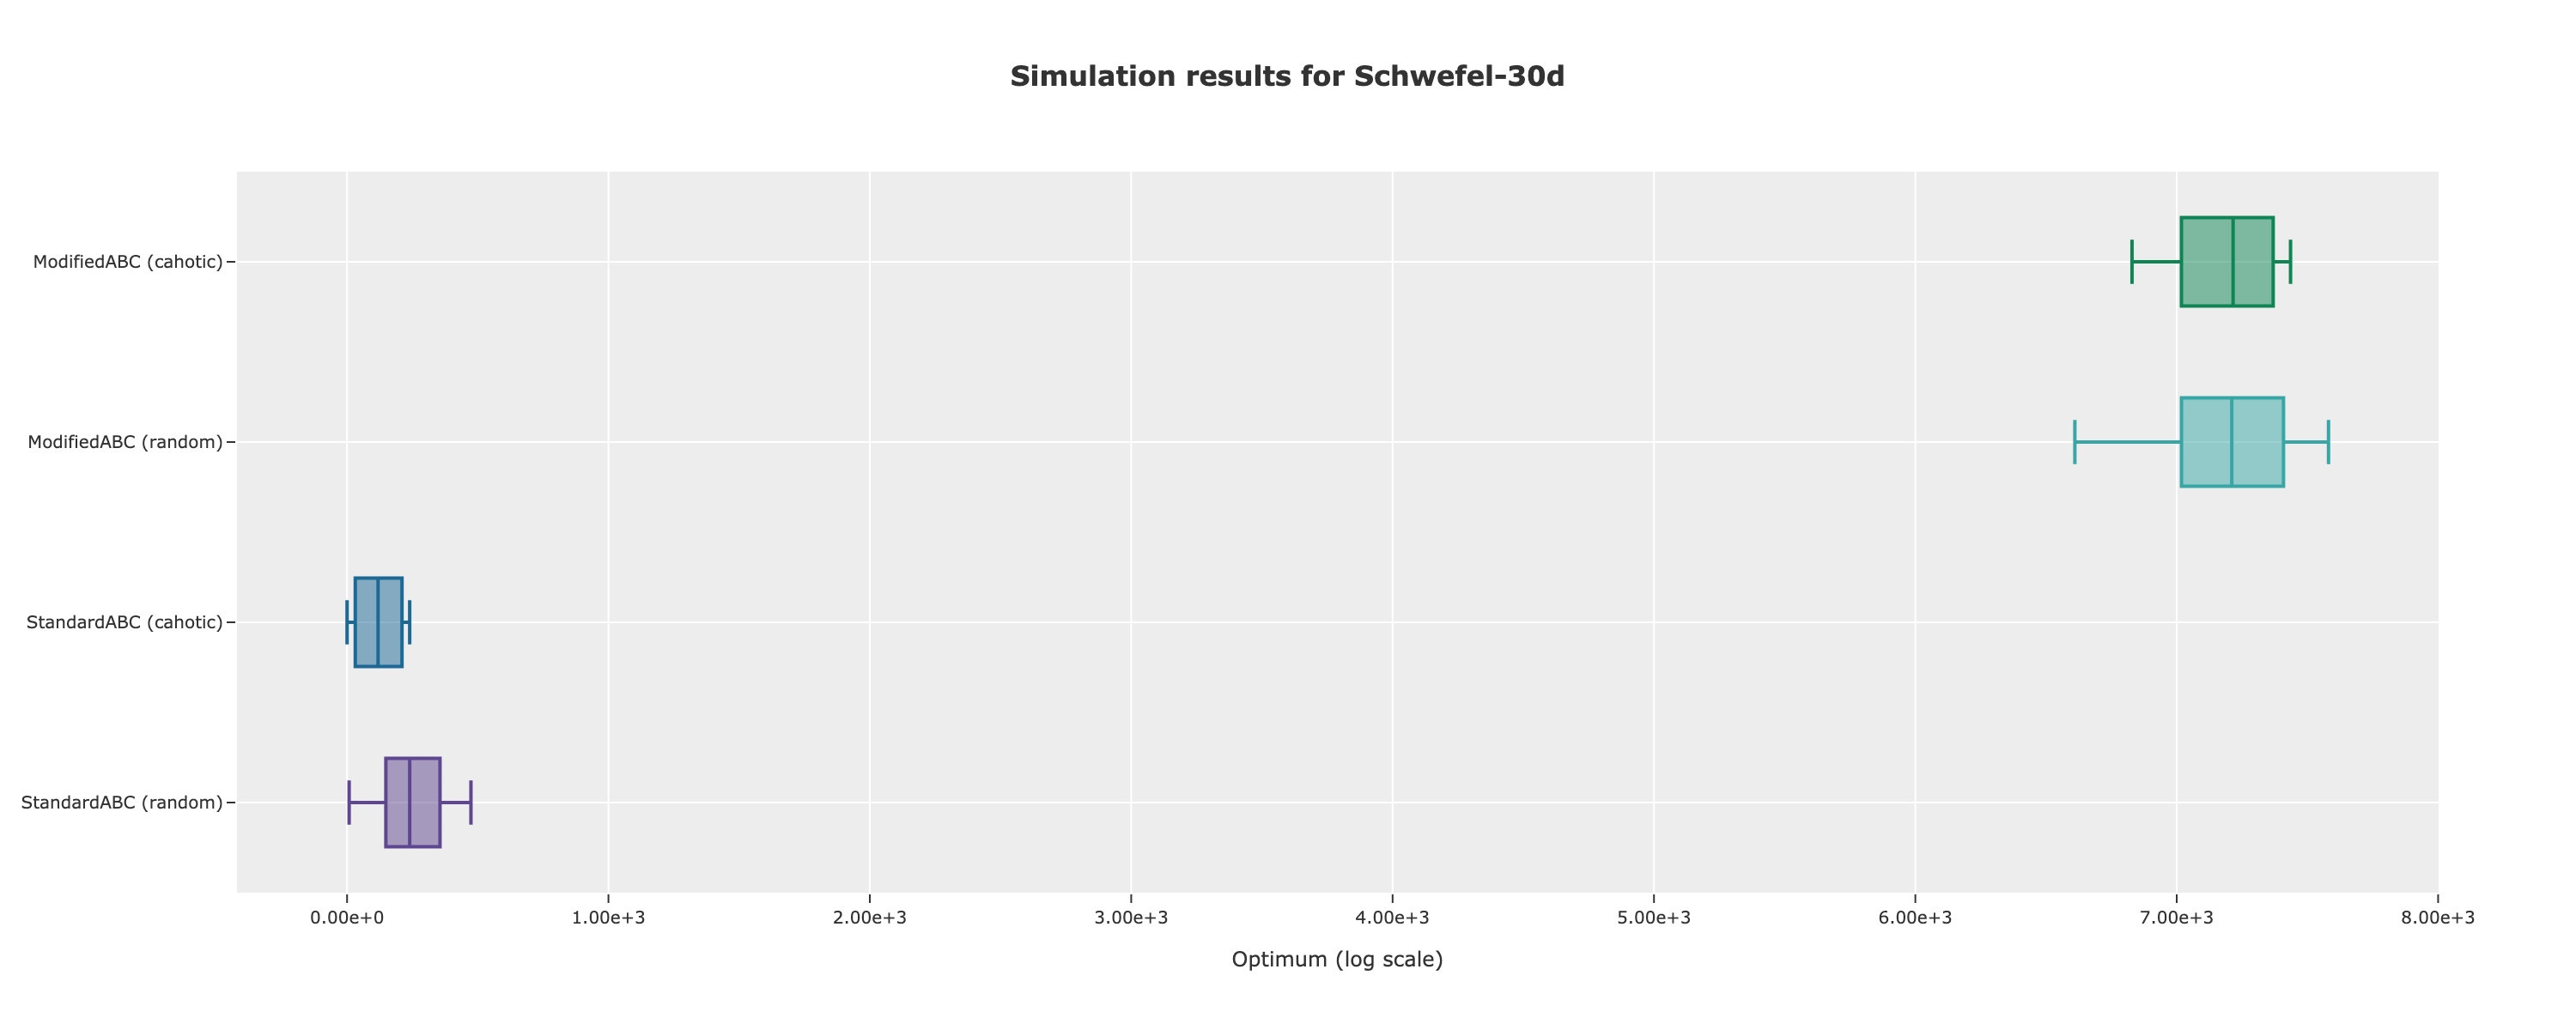 Simulation results for Schwefel-30d
ModifiedABC (cahotic)
ModifiedABC (random)
StandardABC (cahotic)
StandardABC (random)
0.00e+0 1.00e+3 2.00e+3 3.00e+3 4.00e+3 5.00e+3 6.00e+3 7.00e+3 8.00e+3
Optimum (log scale)